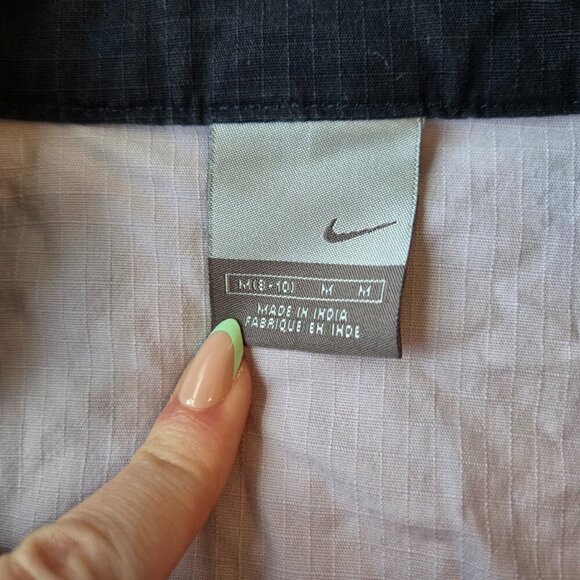 M(8-10) M M
MADE IN INDIA
FABRIQUE EN INDE